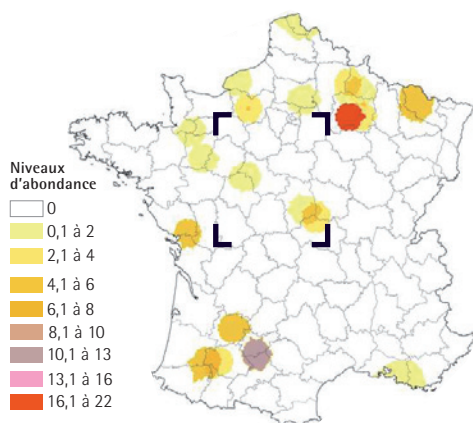 Niveaux
d'abondance
0
0,1 à 2
2,1 à 4
4,1 à 6
6,1 à 8
8,1 à 10
10,1 à 13
13,1 à 16
16,1 à 22